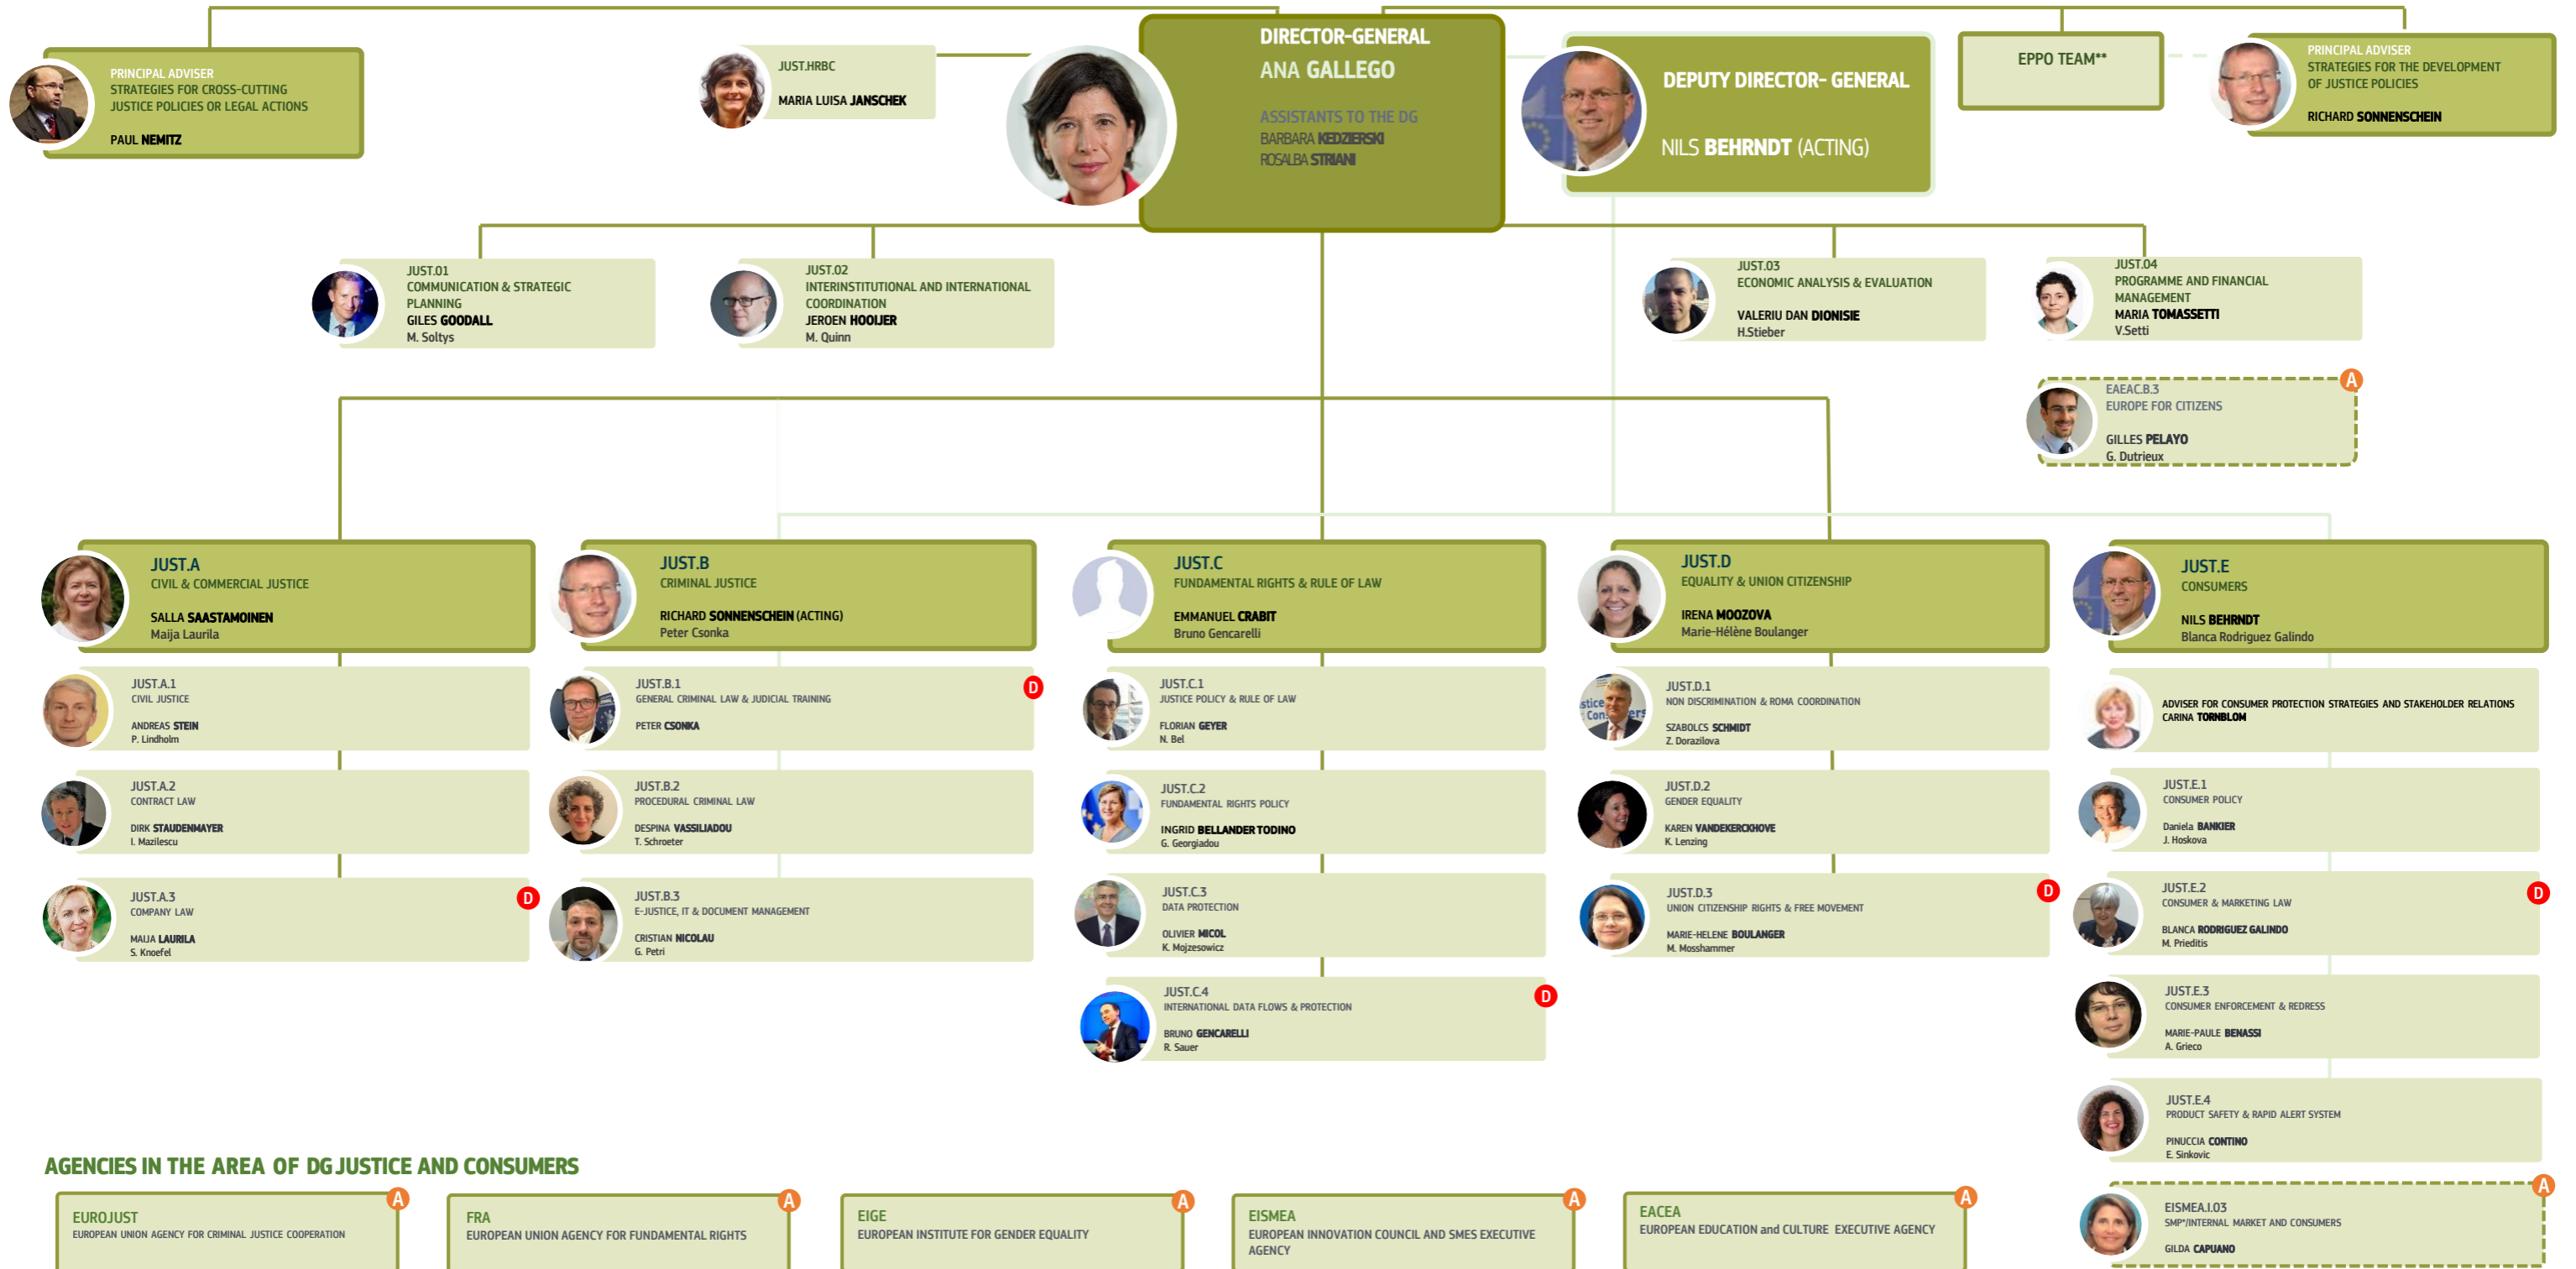 PRINCIPAL ADVISER
STRATEGIES FOR CROSS-CUTTING
JUSTICE POLICIES OR LEGAL ACTIONS
PAUL NEMITZ
JUST.HRBC
MARIA LUISA JANSCHEK
DIRECTOR-GENERAL
ANA GALLEGO
ASSISTANTS TO THE DG
BARBARA KEDZIERSKI
ROSALBA STRIANI
DEPUTY DIRECTOR- GENERAL
NILS BEHRNDT (ACTING)
EPPO TEAM**
PRINCIPAL ADVISER
STRATEGIES FOR THE DEVELOPMENT
OF JUSTICE POLICIES
RICHARD SONNENSCHEIN
JUST.01
COMMUNICATION & STRATEGIC
PLANNING
GILES GOODALL
M. Soltys
JUST.02
INTERINSTITUTIONAL AND INTERNATIONAL
COORDINATION
JEROEN HOOIJER
M. Quinn
JUST.03
ECONOMIC ANALYSIS & EVALUATION
VALERIU DAN DIONISIE
H.Stieber
JUST.04
PROGRAMME AND FINANCIAL
MANAGEMENT
MARIA TOMASSETTI
V.Setti
A
EAEAC.B.3
EUROPE FOR CITIZENS
GILLES PELAYO
G. Dutrieux
JUST.A
CIVIL & COMMERCIAL JUSTICE
SALLA SAASTAMOINEN
Maija Laurila
JUST.A.1
CIVIL JUSTICE
ANDREAS STEIN
P. Lindholm
JUST.A.2
CONTRACT LAW
DIRK STAUDENMAYER
I. Mazilescu
D
JUST.A.3
COMPANY LAW
MAIJA LAURILA
S. Knoefel
JUST.B
CRIMINAL JUSTICE
RICHARD SONNENSCHEIN (ACTING)
Peter Csonka
D
JUST.B.1
GENERAL CRIMINAL LAW & JUDICIAL TRAINING
PETER CSONKA
JUST.B.2
PROCEDURAL CRIMINAL LAW
DESPINA VASSILIADOU
T. Schroeter
JUST.B.3
E-JUSTICE, IT & DOCUMENT MANAGEMENT
CRISTIAN NICOLAU
G. Petri
JUST.C
FUNDAMENTAL RIGHTS & RULE OF LAW
EMMANUEL CRABIT
Bruno Gencarelli
JUST.C.1
JUSTICE POLICY & RULE OF LAW
FLORIAN GEYER
N. Bel
JUST.C.2
FUNDAMENTAL RIGHTS POLICY
INGRID BELLANDER TODINO
G. Georgiadou
JUST.C.3
DATA PROTECTION
OLIVIER MICOL
K. Mojzesowicz
D
JUST.C.4
INTERNATIONAL DATA FLOWS & PROTECTION
BRUNO GENCARELLI
R. Sauer
JUST.D
EQUALITY & UNION CITIZENSHIP
IRENA MOOZOVA
Marie-Hélène Boulanger
JUST.D.1
NON DISCRIMINATION & ROMA COORDINATION
SZABOLCS SCHMIDT
Z. Dorazilova
JUST.D.2
GENDER EQUALITY
KAREN VANDEKERCKHOVE
K. Lenzing
D
JUST.D.3
UNION CITIZENSHIP RIGHTS & FREE MOVEMENT
MARIE-HELENE BOULANGER
M. Mosshammer
JUST.E
CONSUMERS
NILS BEHRNDT
Blanca Rodriguez Galindo
ADVISER FOR CONSUMER PROTECTION STRATEGIES AND STAKEHOLDER RELATIONS
CARINA TORNBLOM
JUST.E.1
CONSUMER POLICY
Daniela BANKIER
J. Hoskova
D
JUST.E.2
CONSUMER & MARKETING LAW
BLANCA RODRIGUEZ GALINDO
M. Prieditis
JUST.E.3
CONSUMER ENFORCEMENT & REDRESS
MARIE-PAULE BENASSI
A. Grieco
JUST.E.4
PRODUCT SAFETY & RAPID ALERT SYSTEM
PINUCCIA CONTINO
E. Sinkovic
A
EISMEA.I.03
SMP*/INTERNAL MARKET AND CONSUMERS
GILDA CAPUANO
AGENCIES IN THE AREA OF DG JUSTICE AND CONSUMERS
A
EUROJUST
EUROPEAN UNION AGENCY FOR CRIMINAL JUSTICE COOPERATION
A
FRA
EUROPEAN UNION AGENCY FOR FUNDAMENTAL RIGHTS
A
EIGE
EUROPEAN INSTITUTE FOR GENDER EQUALITY
A
EISMEA
EUROPEAN INNOVATION COUNCIL AND SMES EXECUTIVE
AGENCY
A
EACEA
EUROPEAN EDUCATION and CULTURE EXECUTIVE AGENCY